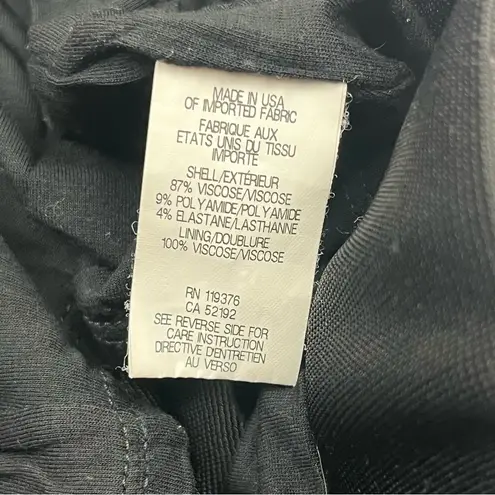 MADE IN USA
OF IMPORTED FABRIC
FABRIQUE AUX
ETATS UNIS DU TISSU
IMPORTE
SHELL/EXTÉRIEUR
87% VISCOSE/VISCOSE
9% POLYAMIDE/POLYAMIDE
4% ELASTANE/LASTHANNE
LINING/DOUBLURE
100% VISCOSE/VISCOSE
RN 119376
CA 52192
SEE REVERSE SIDE FOR
CARE INSTRUCTION
DIRECTIVE D'ENTRETIEN
AU VERSO